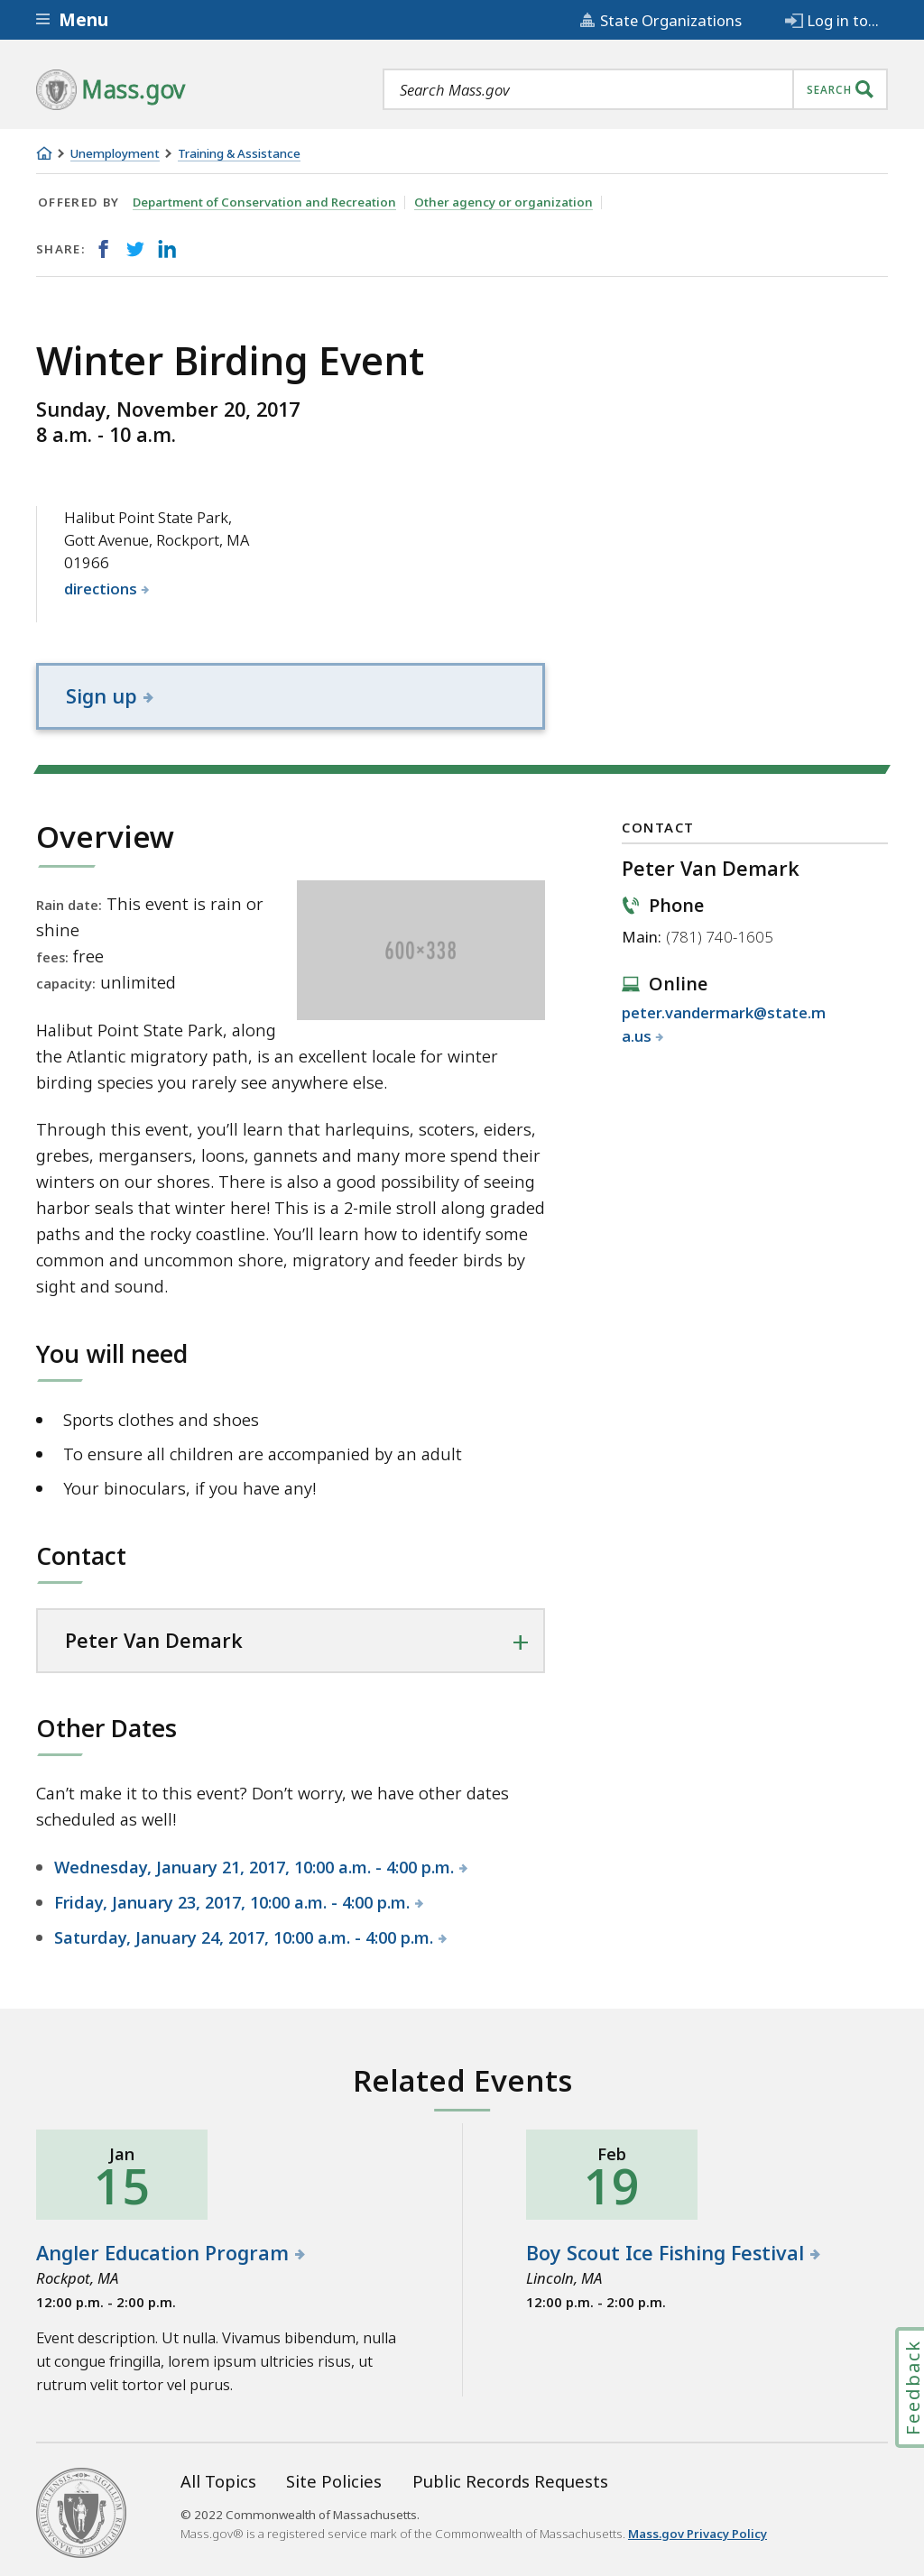 Menu
State Organizations
Log in to...
Mass.gov
Search Mass.gov
SEARCH
Unemployment
Training & Assistance
OFFERED BY
Department of Conservation and Recreation
Other agency or organization
SHARE:
Winter Birding Event
Sunday, November 20, 2017
8 a.m. - 10 a.m.
Halibut Point State Park,
Gott Avenue, Rockport, MA
01966
directions
Sign up
Overview
Rain date: This event is rain or
shine
fees: free
capacity: unlimited
600×338
Halibut Point State Park, along
the Atlantic migratory path, is an excellent locale for winter
birding species you rarely see anywhere else.
Through this event, you’ll learn that harlequins, scoters, eiders,
grebes, mergansers, loons, gannets and many more spend their
winters on our shores. There is also a good possibility of seeing
harbor seals that winter here! This is a 2-mile stroll along graded
paths and the rocky coastline. You’ll learn how to identify some
common and uncommon shore, migratory and feeder birds by
sight and sound.
You will need
Sports clothes and shoes
To ensure all children are accompanied by an adult
Your binoculars, if you have any!
Contact
Peter Van Demark
Other Dates
Can’t make it to this event? Don’t worry, we have other dates
scheduled as well!
Wednesday, January 21, 2017, 10:00 a.m. - 4:00 p.m.
Friday, January 23, 2017, 10:00 a.m. - 4:00 p.m.
Saturday, January 24, 2017, 10:00 a.m. - 4:00 p.m.
CONTACT
Peter Van Demark
Phone
Main: (781) 740-1605
Online
peter.vandermark@state.m
a.us
Related Events
Jan
15
Angler Education Program
Rockpot, MA
12:00 p.m. - 2:00 p.m.
Event description. Ut nulla. Vivamus bibendum, nulla
ut congue fringilla, lorem ipsum ultricies risus, ut
rutrum velit tortor vel purus.
Feb
19
Boy Scout Ice Fishing Festival
Lincoln, MA
12:00 p.m. - 2:00 p.m.
Feedback
All Topics
Site Policies
Public Records Requests
© 2022 Commonwealth of Massachusetts.
Mass.gov® is a registered service mark of the Commonwealth of Massachusetts. Mass.gov Privacy Policy